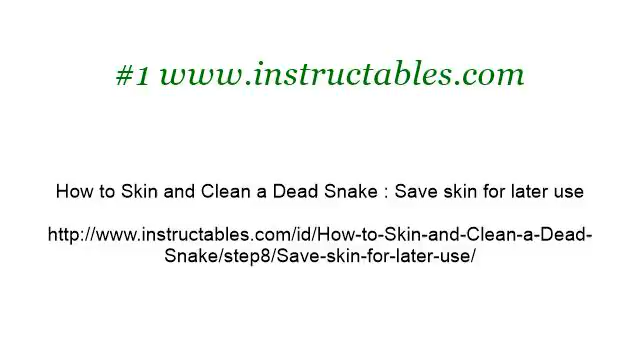 #1 www.instructables.com
How to Skin and Clean a Dead Snake : Save skin for later use
http://www.instructables.com/id/How-to-Skin-and-Clean-a-Dead-
Snake/step8/Save-skin-for-later-use/